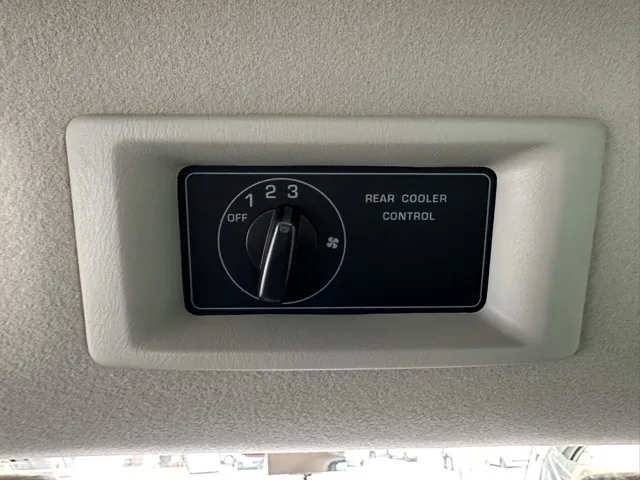 1 2 3
OFF
REAR COOLER
CONTROL